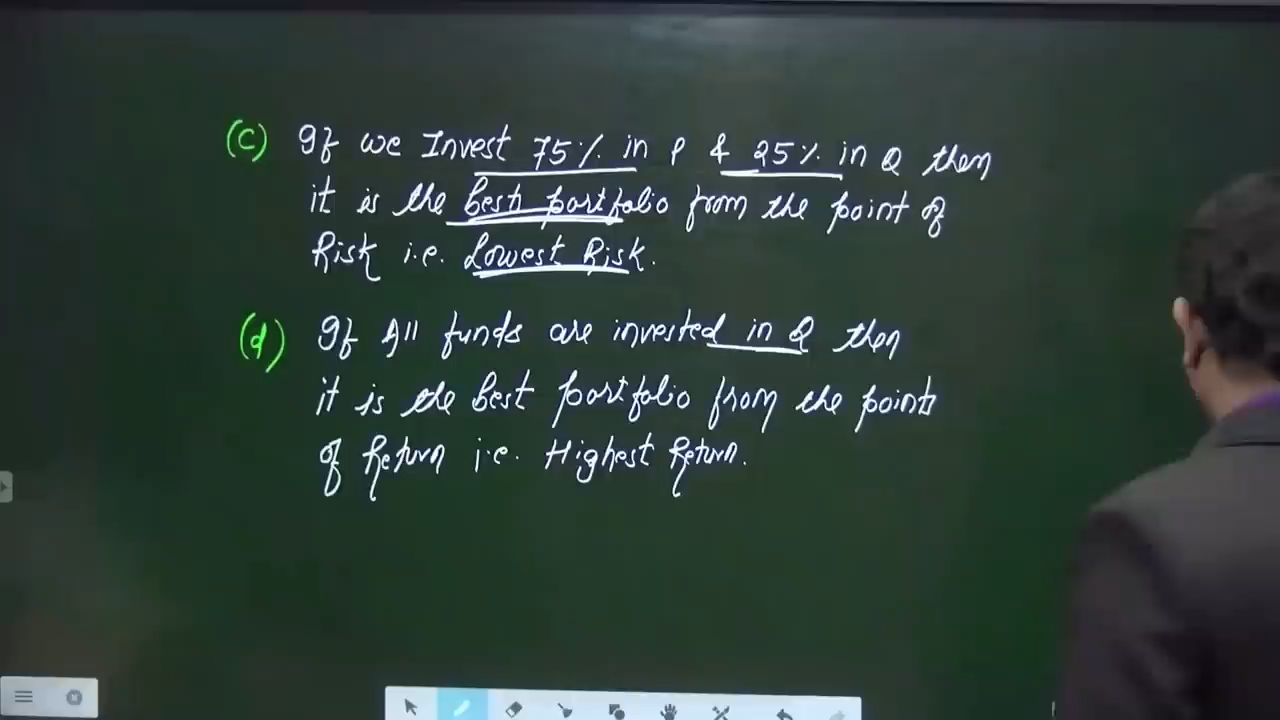 (c) If we Invest 75% in P & 25% in Q then
it is the best portfolio from the point of
Risk i.e. Lowest Risk.
(d) If All funds are invested in Q then
it is the best portfolio from the point
of Return i.e. Highest Return.